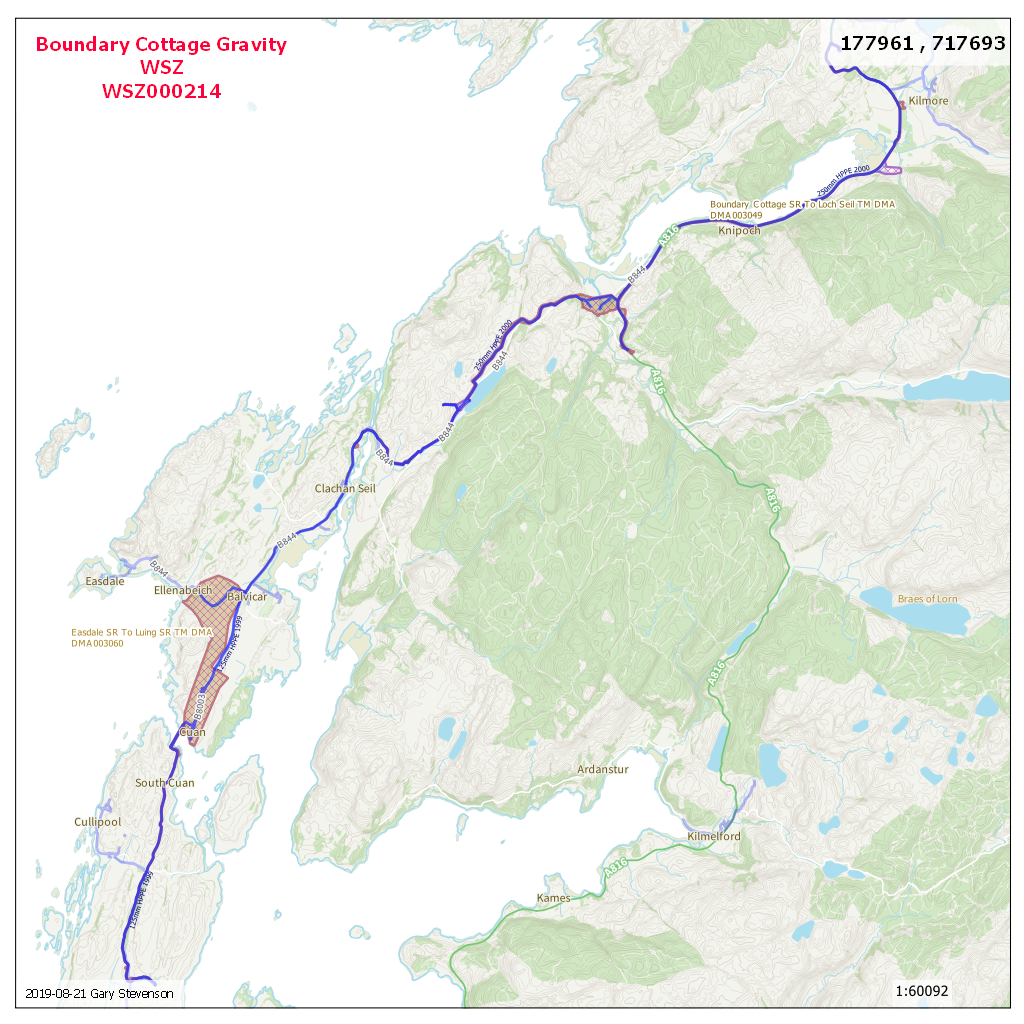 Boundary Cottage Gravity
WSZ
WSZ000214
177961 , 717693
Kilmore
250mm HPPE 2000
Boundary Cottage SR To Loch Seil TM DMA
DMA003049
Knipoch
A816
B844
250mm HPPE 2000
B844
A816
B844
B844
Clachan Seil
A816
B844
B844
Easdale
Ellenabeich
Balvicar
Braes of Lorn
Easdale SR To Luing SR TM DMA
DMA003060
125mm HPPE 1999
A816
B8003
Cuan
Ardanstur
South Cuan
Cullipool
Kilmelford
A816
125mm HPPE 1999
Kames
2019-08-21 Gary Stevenson
1:60092